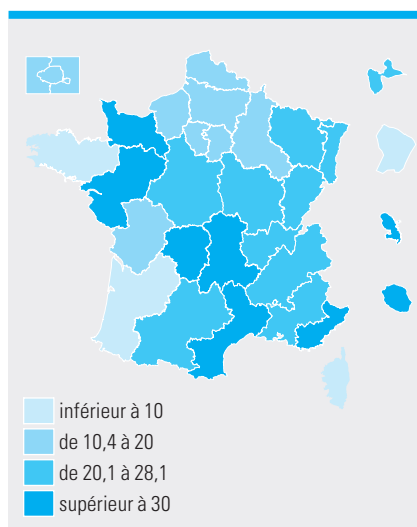 inférieur à 10
de 10,4 à 20
de 20,1 à 28,1
supérieur à 30